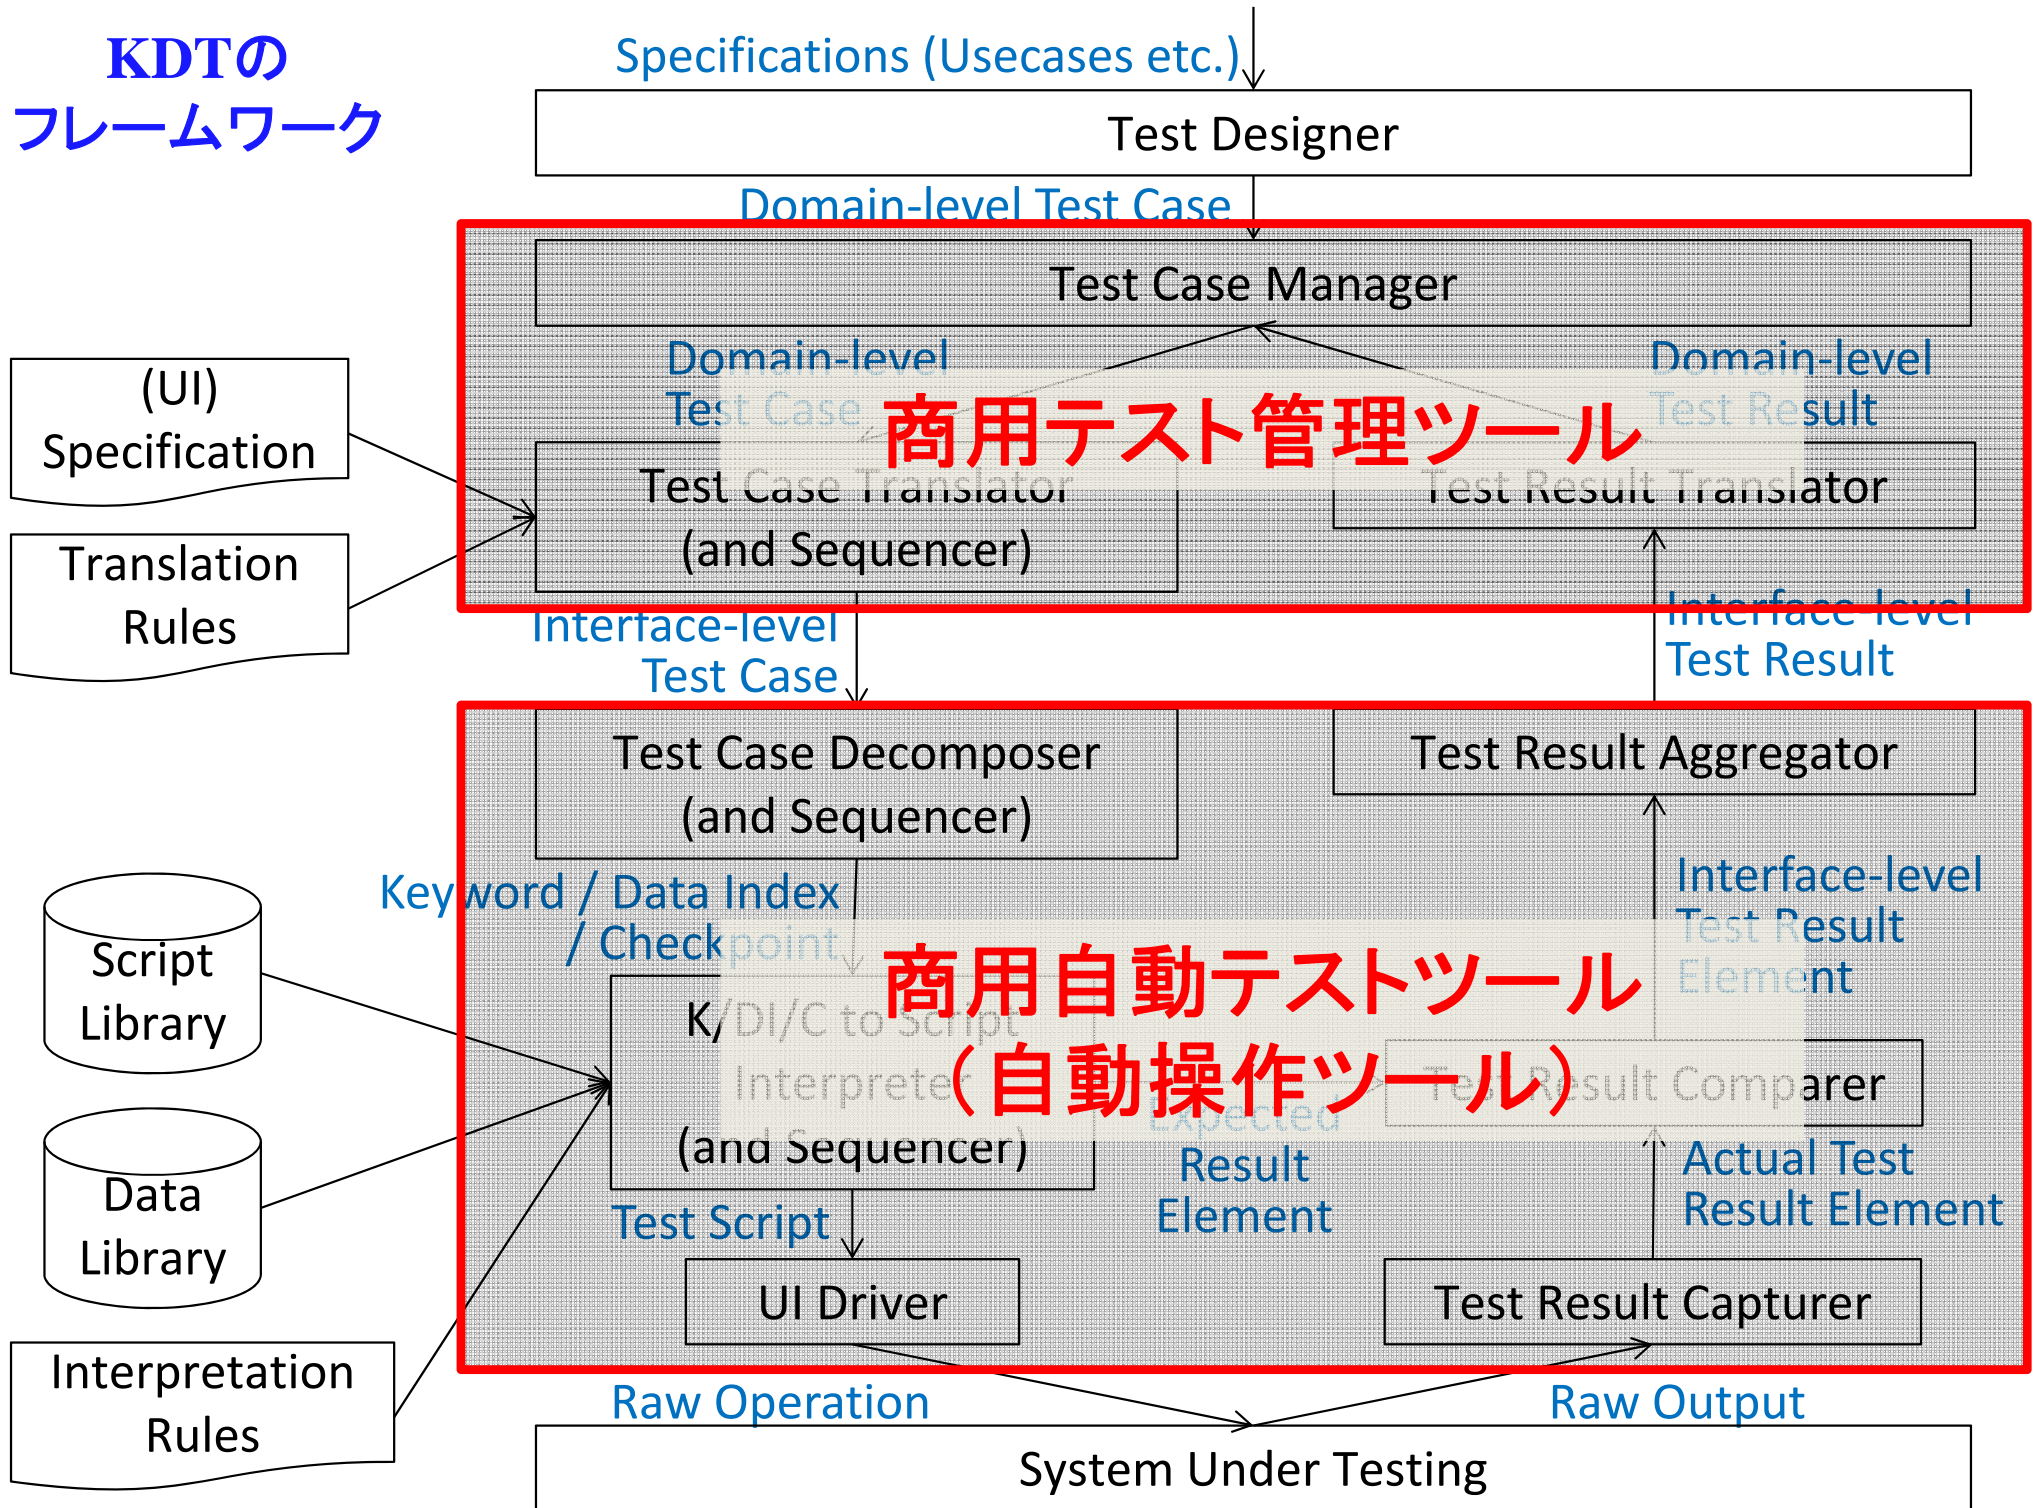 KDTの
フレームワーク
Specifications (Usecases etc.)
Test Designer
Domain-level Test Case
Test Case Manager
Domain-level
Test Case
Domain-level
Test Result
商用テスト管理ツール
(UI)
Specification
Test Case Translator
(and Sequencer)
Test Result Translator
Translation
Rules
Interface-level
Test Case
Interface-level
Test Result
Test Case Decomposer
(and Sequencer)
Test Result Aggregator
Keyword / Data Index
/ Checkpoint
Interface-level
Test Result
Element
Script
Library
商用自動テストツール
（自動操作ツール）
K/DI/C to Script
Interpreter
(and Sequencer)
Test Result Comparer
Expected
Result
Element
Actual Test
Result Element
Data
Library
Test Script
UI Driver
Test Result Capturer
Interpretation
Rules
Raw Operation
Raw Output
System Under Testing